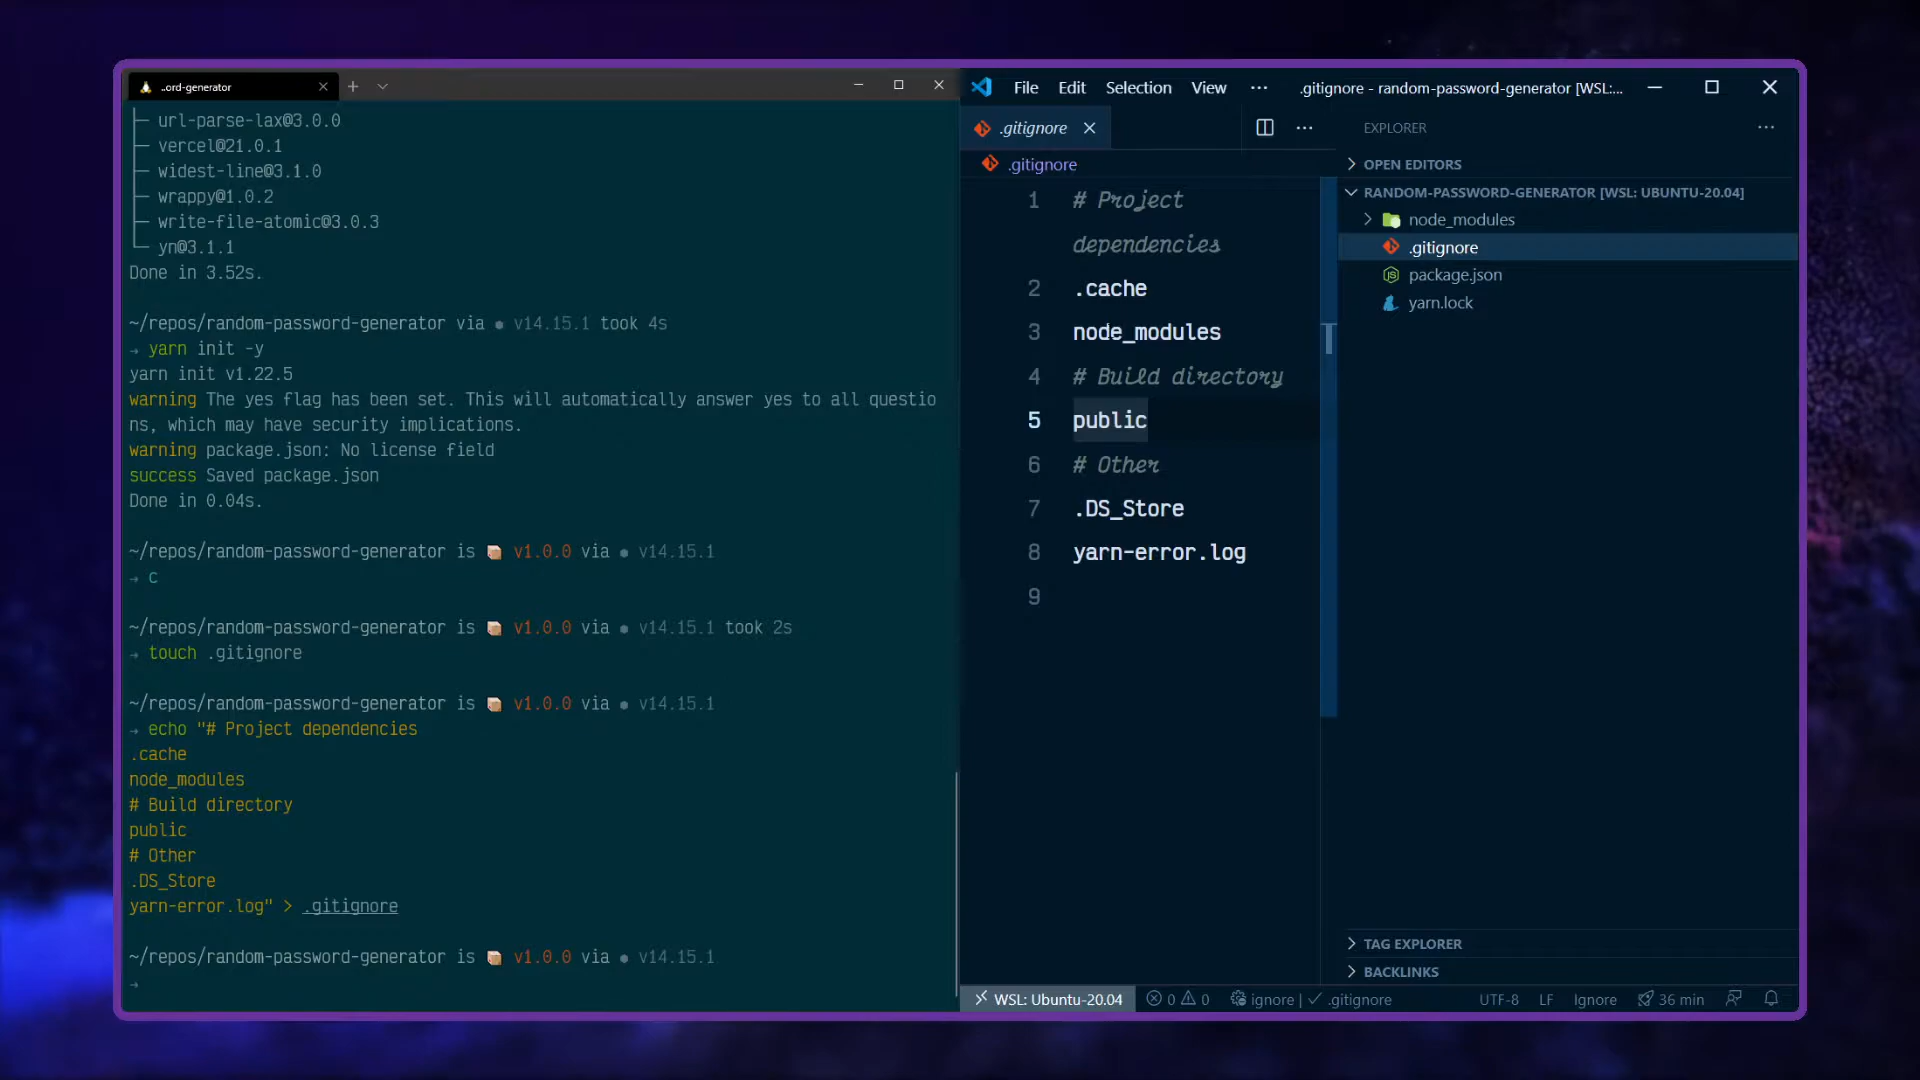 ..ord-generator
├─ url-parse-lax@3.0.0
├─ vercel@21.0.1
├─ widest-line@3.1.0
├─ wrappy@1.0.2
├─ write-file-atomic@3.0.3
└─ yn@3.1.1
Done in 3.52s.
~/repos/random-password-generator via ● v14.15.1 took 4s
→ yarn init -y
yarn init v1.22.5
warning The yes flag has been set. This will automatically answer yes to all questio
ns, which may have security implications.
warning package.json: No license field
success Saved package.json
Done in 0.04s.
~/repos/random-password-generator is 📦 v1.0.0 via ● v14.15.1
→ c
~/repos/random-password-generator is 📦 v1.0.0 via ● v14.15.1 took 2s
→ touch .gitignore
~/repos/random-password-generator is 📦 v1.0.0 via ● v14.15.1
→ echo "# Project dependencies
.cache
node_modules
# Build directory
public
# Other
.DS_Store
yarn-error.log" > .gitignore
~/repos/random-password-generator is 📦 v1.0.0 via ● v14.15.1
→
File Edit Selection View ··· .gitignore - random-password-generator [WSL:...
.gitignore
.gitignore
1 # Project
dependencies
2 .cache
3 node_modules
4 # Build directory
5 public
6 # Other
7 .DS_Store
8 yarn-error.log
9
EXPLORER
OPEN EDITORS
RANDOM-PASSWORD-GENERATOR [WSL: UBUNTU-20.04]
node_modules
.gitignore
package.json
yarn.lock
TAG EXPLORER
BACKLINKS
WSL: Ubuntu-20.04 0 0 ignore | ✓ .gitignore UTF-8 LF Ignore 36 min